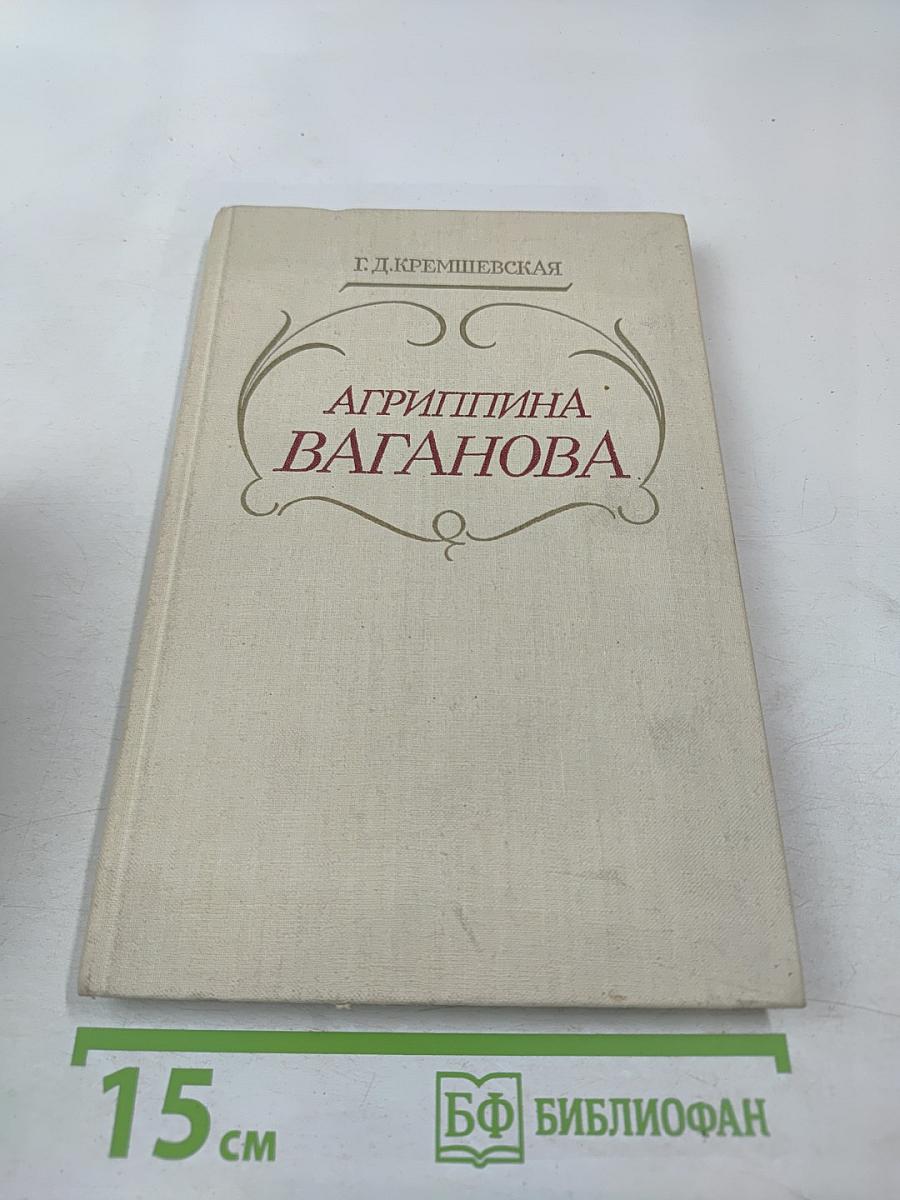 Г. Д. КРЕМШЕВСКАЯ
АГРИППИНА
ВАГАНОВА
15 см
БФ БИБЛИОФАН